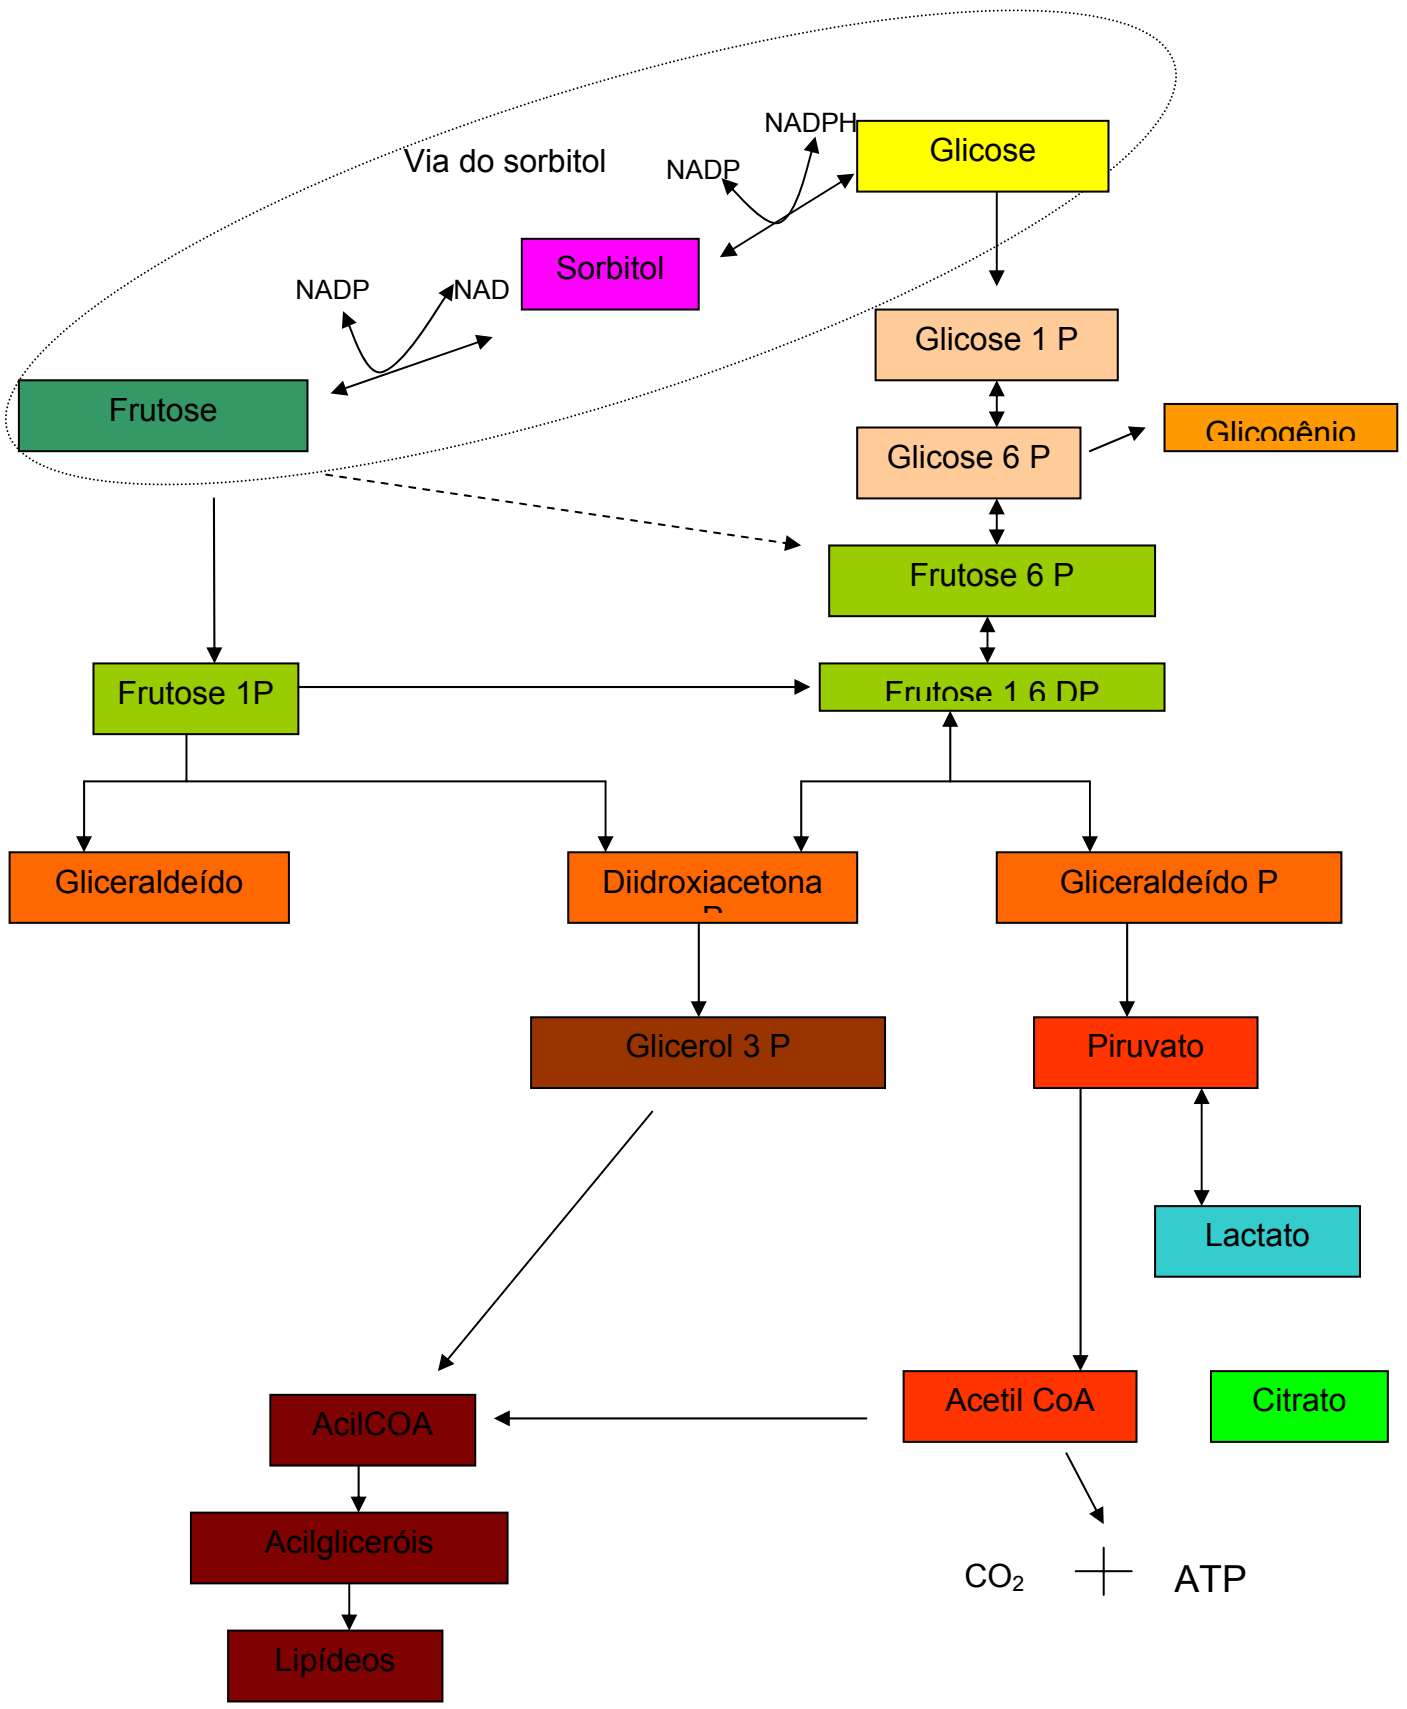 NADPH
Glicose
Via do sorbitol
NADP
Sorbitol
NADP
NAD
Glicose 1 P
Frutose
Glicogênio
Glicose 6 P
Frutose 6 P
Frutose 1P
Frutose 1 6 DP
Gliceraldeído
Diidroxiacetona
P
Gliceraldeído P
Glicerol 3 P
Piruvato
Lactato
Acetil CoA
Citrato
AcilCOA
Acilgliceróis
CO₂
ATP
Lipídeos